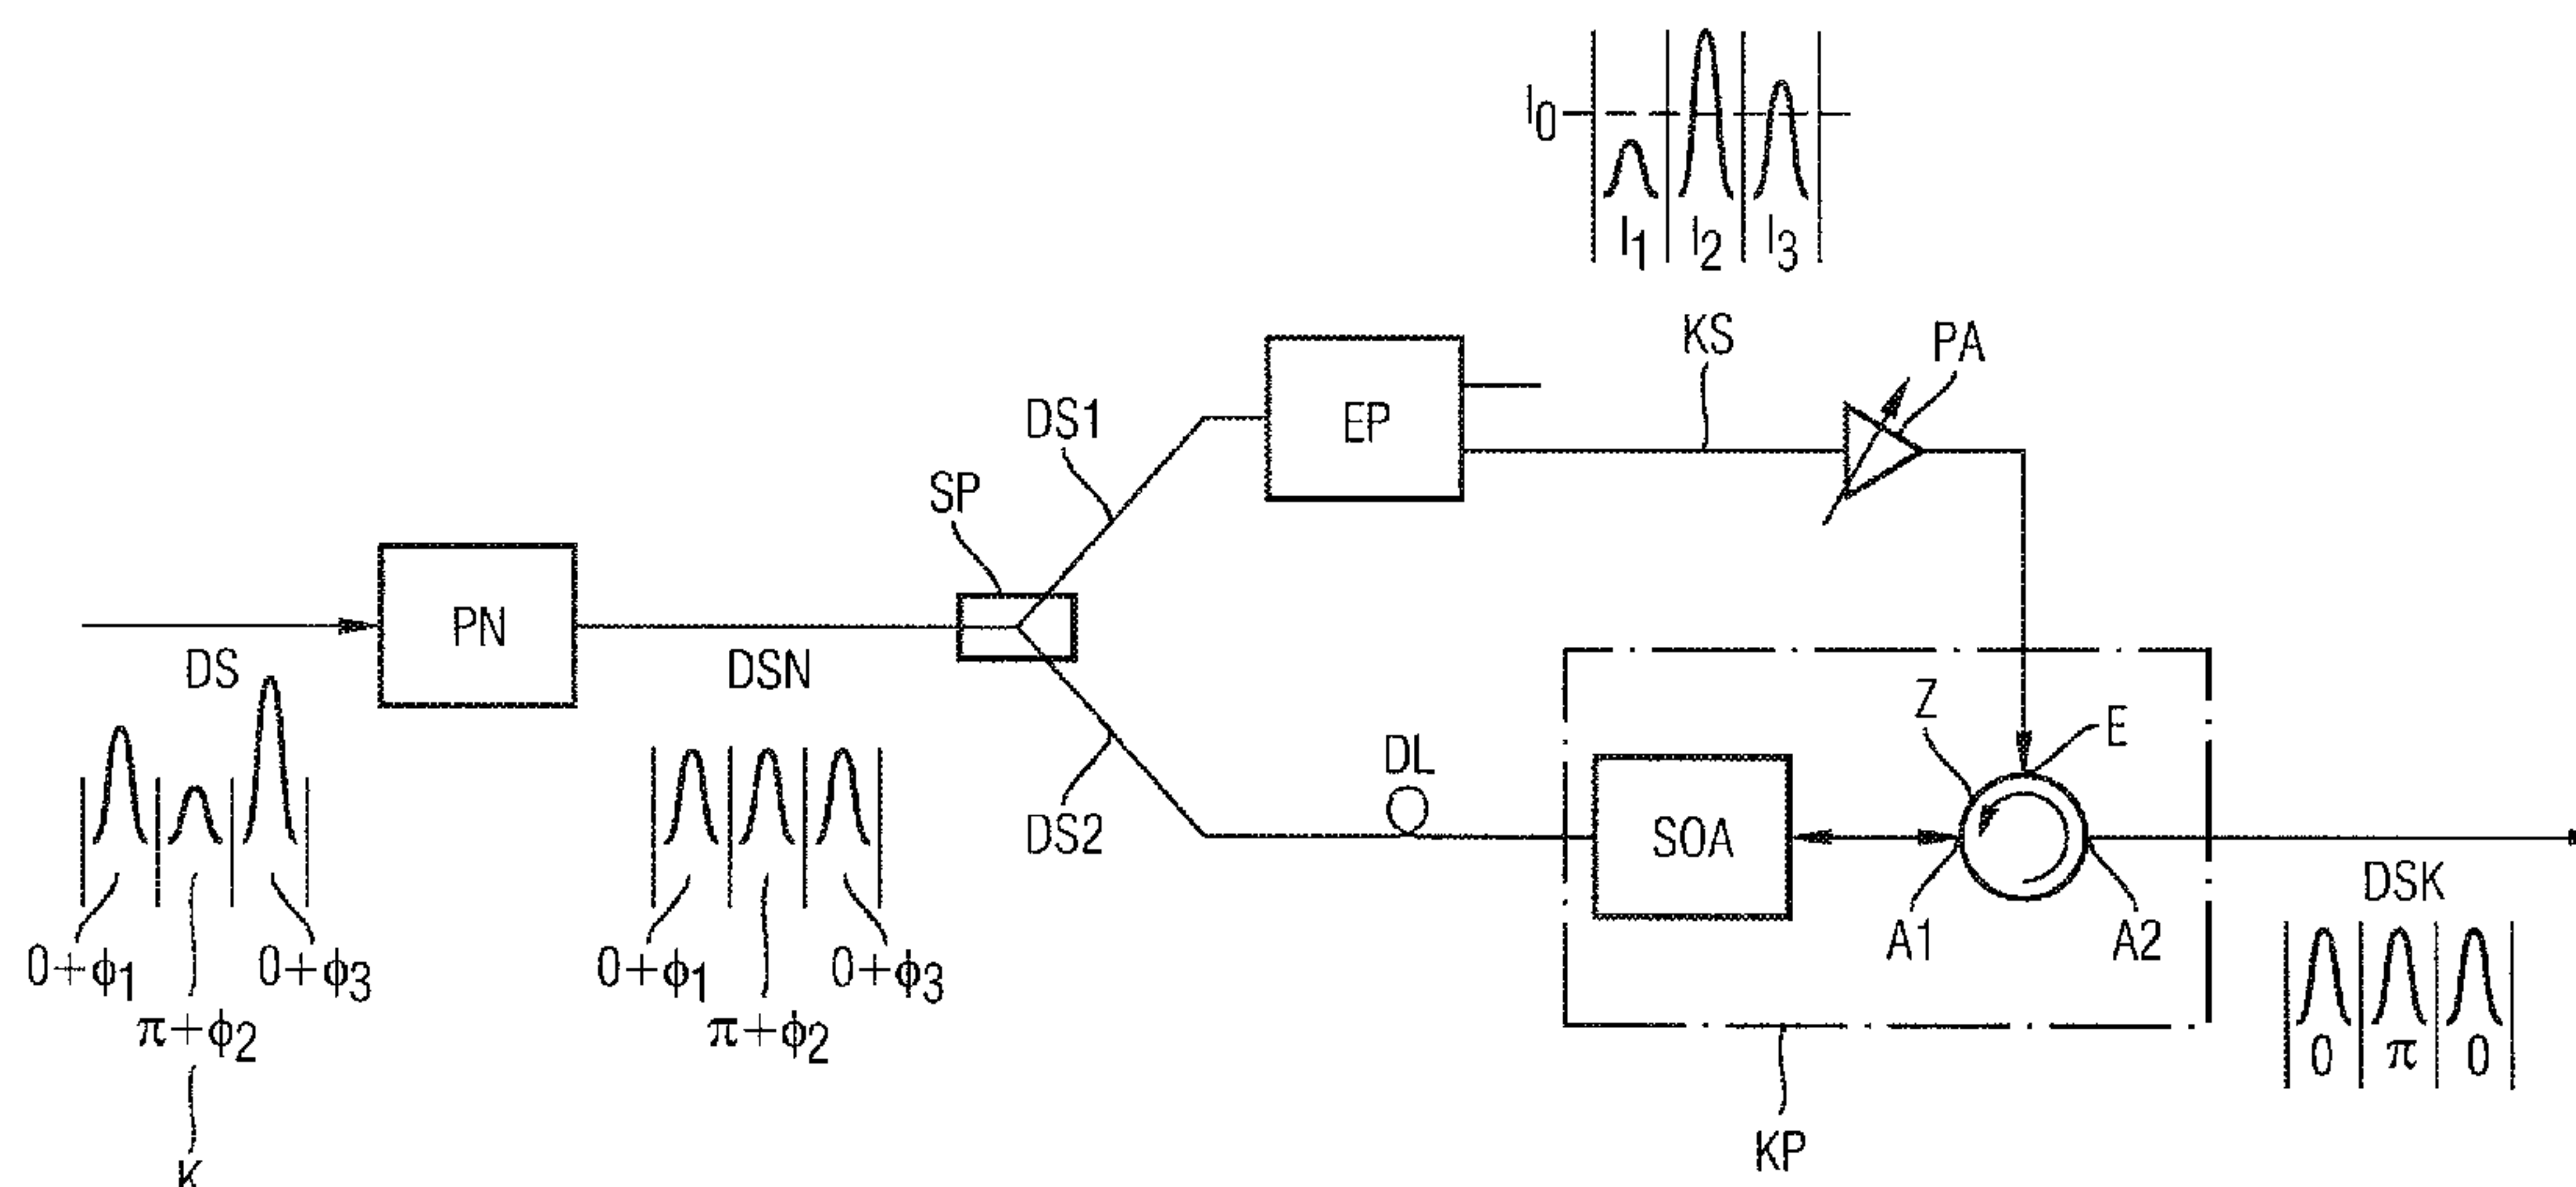 I0
I1 I2 I3
KS
PA
DS1
EP
SP
PN
DS
DSN
Z
E
DL
DS2
SOA
DSK
A1
A2
0+ϕ1
0+ϕ3
0+ϕ1
0+ϕ3
π+ϕ2
π+ϕ2
0 π 0
KP
K